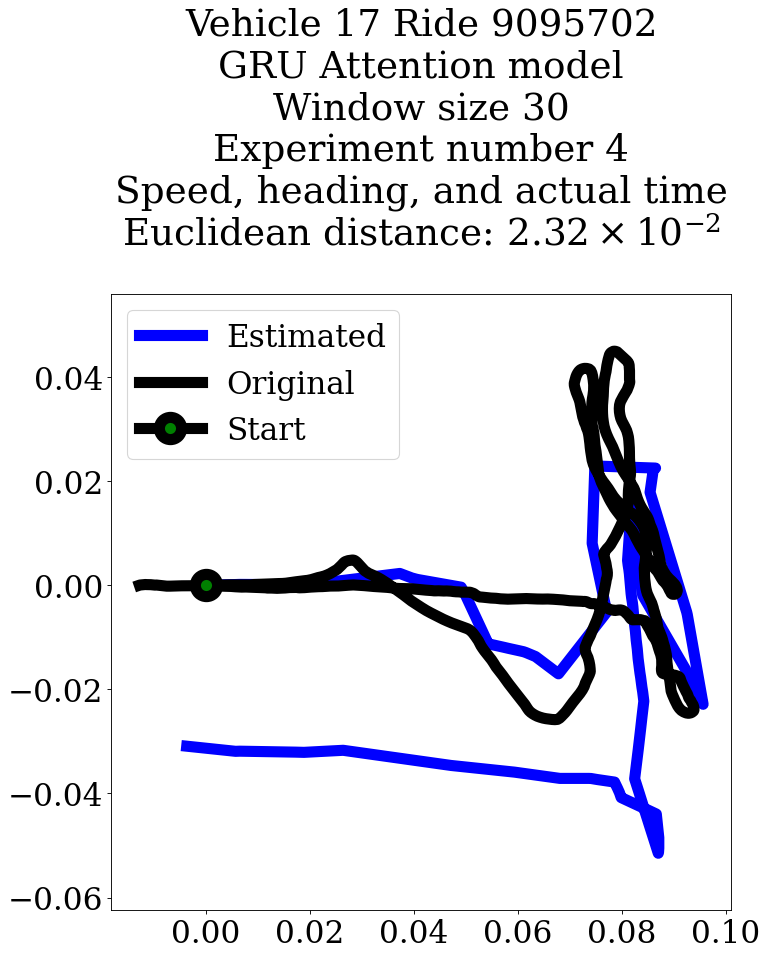 Vehicle 17 Ride 9095702
GRU Attention model
Window size 30
Experiment number 4
Speed, heading, and actual time
Euclidean distance: 2.32 × 10⁻²
Estimated
Original
Start
0.04
0.02
0.00
−0.02
−0.04
−0.06
0.00 0.02 0.04 0.06 0.08 0.10